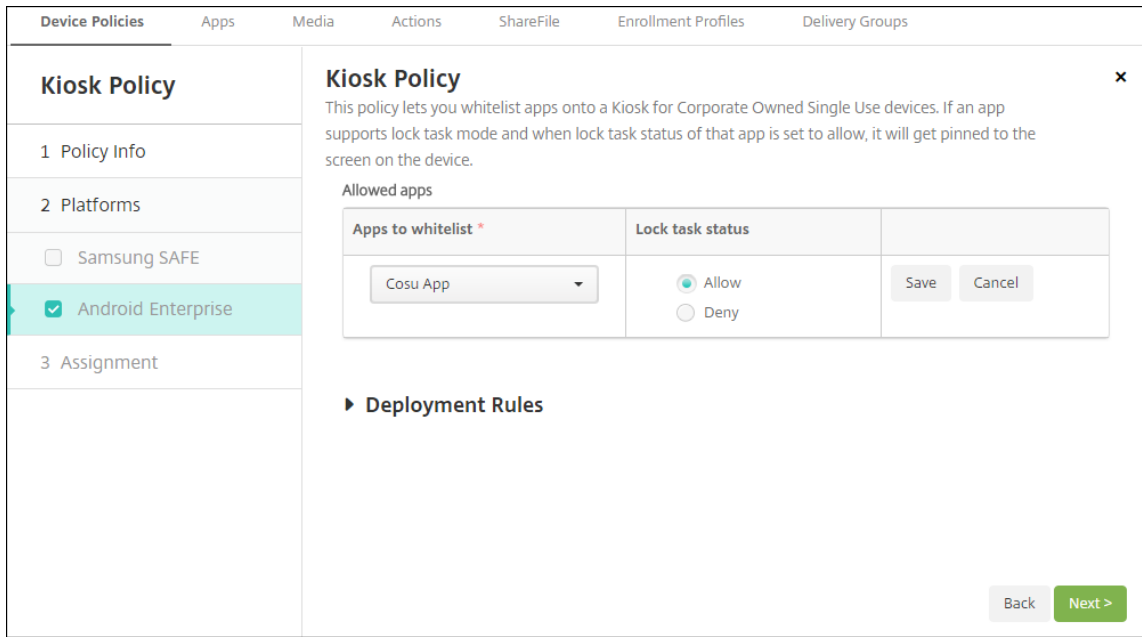 Device Policies Apps Media Actions ShareFile Enrollment Profiles Delivery Groups
Kiosk Policy
1 Policy Info
2 Platforms
Samsung SAFE
Android Enterprise
3 Assignment
Kiosk Policy
This policy lets you whitelist apps onto a Kiosk for Corporate Owned Single Use devices. If an app
supports lock task mode and when lock task status of that app is set to allow, it will get pinned to the
screen on the device.
Allowed apps
Apps to whitelist * Lock task status
Cosu App Allow Save Cancel
Deny
Deployment Rules
Back Next >